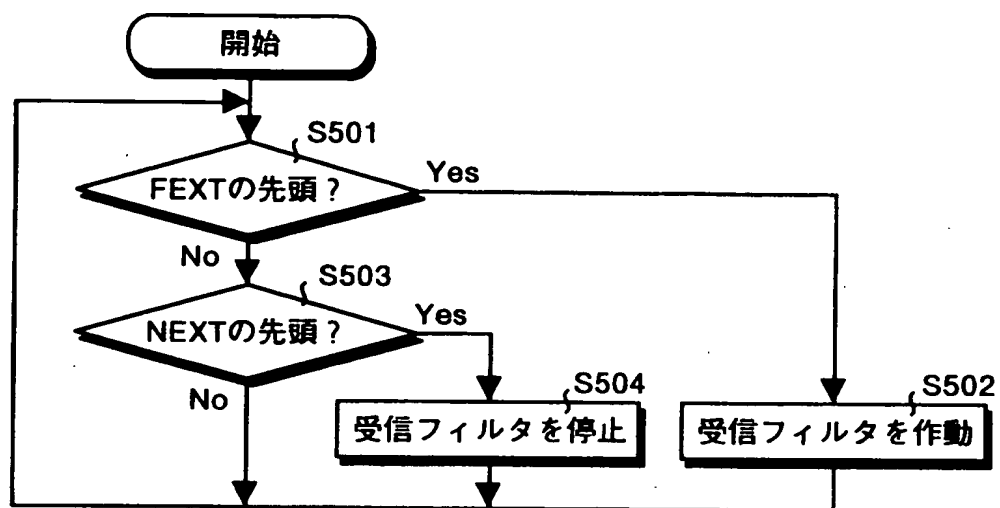 開始
S501
FEXTの先頭?
Yes
No
S503
NEXTの先頭?
Yes
No
S504
受信フィルタを停止
S502
受信フィルタを作動